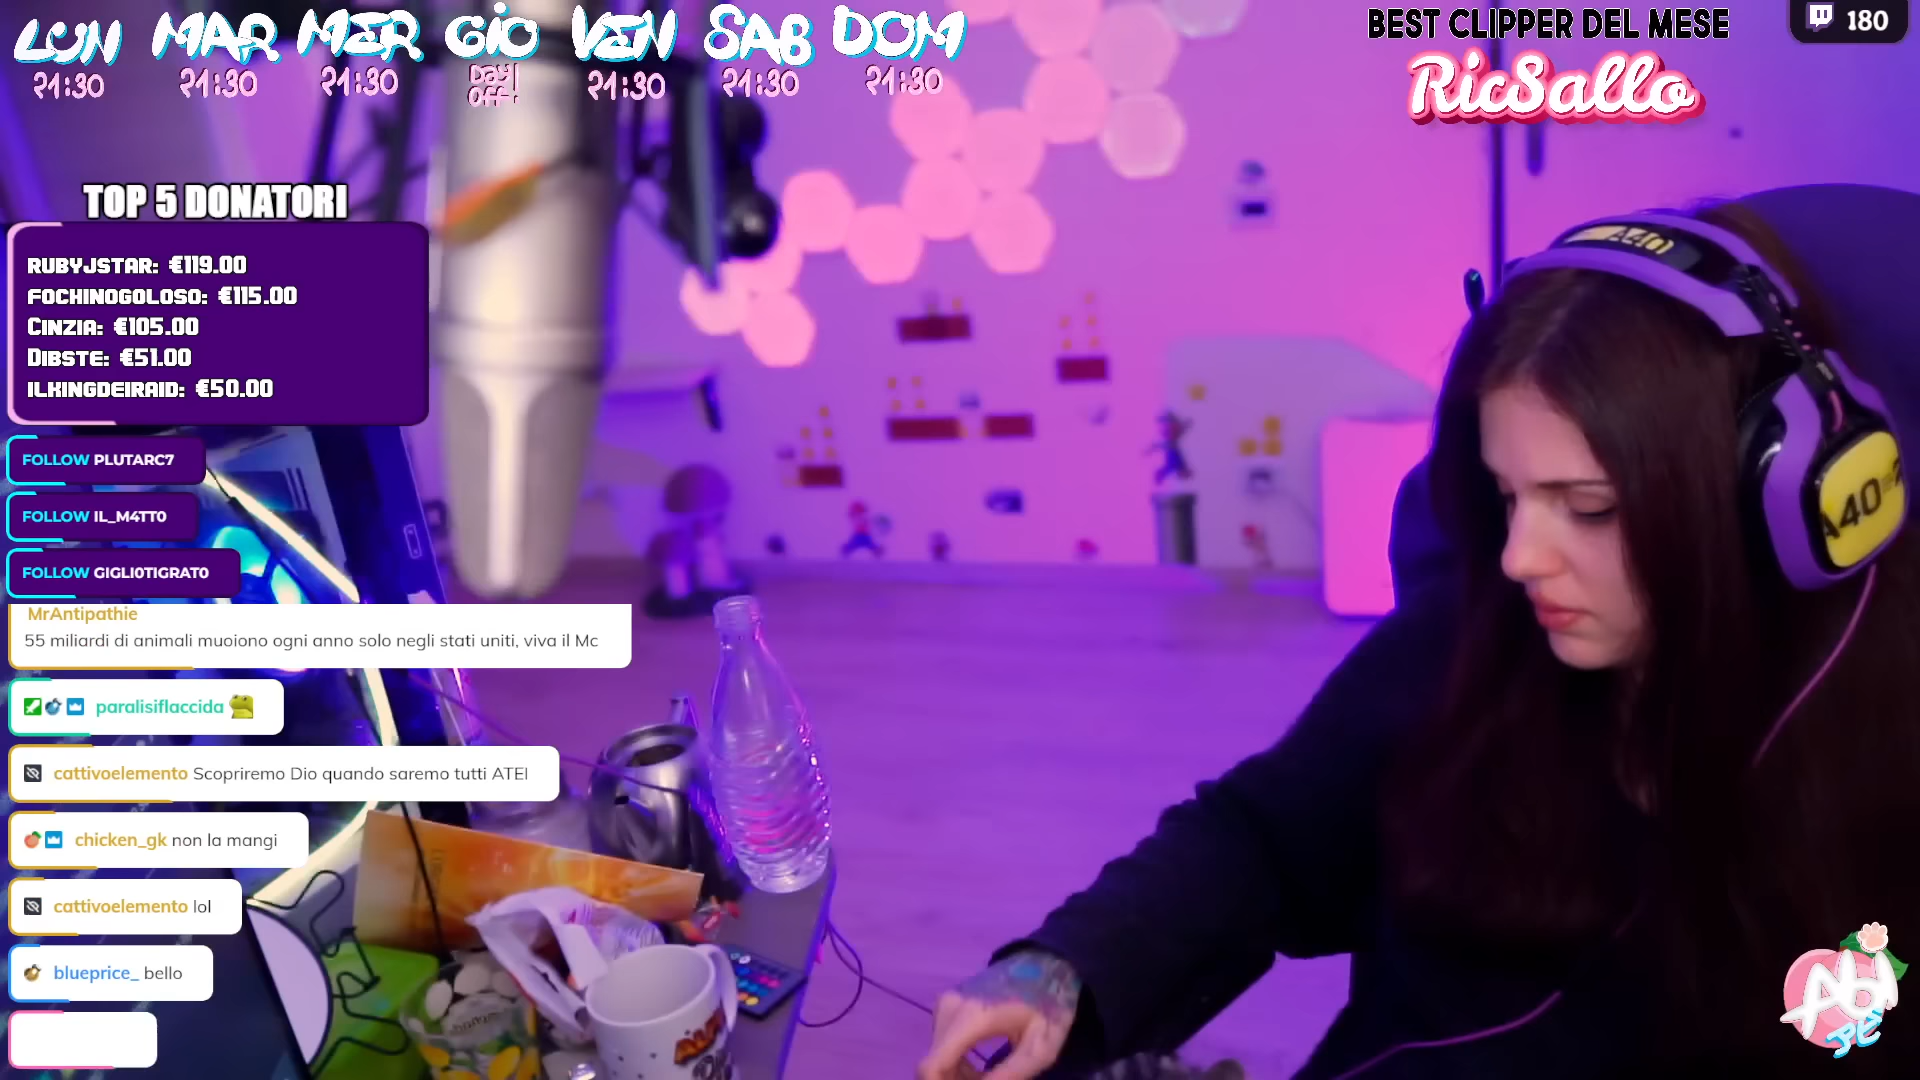 LUN MAR MER GIO VEN SAB DOM
21:30 21:30 21:30 Day OFF! 21:30 21:30 21:30
BEST CLIPPER DEL MESE
RicSallo
180
TOP 5 DONATORI
RUBYJSTAR: €119.00
FOCHINOGOLOSO: €115.00
CINZIA: €105.00
DIBSTE: €51.00
ILKINGDEIRAID: €50.00
FOLLOW PLUTARC7
FOLLOW IL_M4TT0
FOLLOW GIGLI0TIGRAT0
MrAntipathie
55 miliardi di animali muoiono ogni anno solo negli stati uniti, viva il Mc
paralisiflaccida
cattivoelemento Scopriremo Dio quando saremo tutti ATEI
chicken_gk non la mangi
cattivoelemento lol
blueprice_ bello
A40
A40